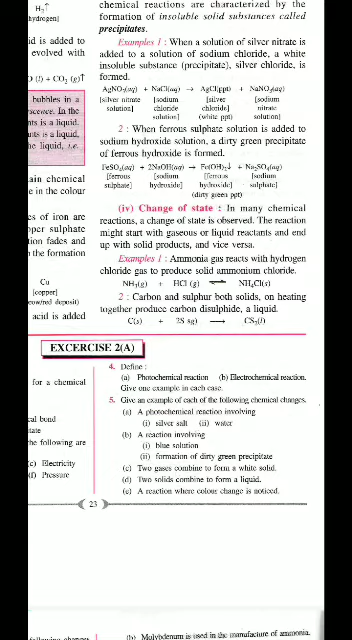 H₂↑
hydrogen]
id is added to
evolved with
O (l) + CO₂ (g)↑
bubbles in a
scence. In the
nts is a liquid.
ants is a liquid,
he liquid, i.e.
ain chemical
e in the colour
es of iron are
pper sulphate
tion fades and
n the formation
Cu
[copper]
eow/red deposit)
acid is added
chemical reactions are characterized by the
formation of insoluble solid substances called
precipitates.
Examples 1 : When a solution of silver nitrate is
added to a solution of sodium chloride, a white
insoluble substance (precipitate), silver chloride, is
formed.
AgNO₃(aq) + NaCl(aq) → AgCl(ppt) + NaNO₃(aq)
[silver nitrate [sodium [silver [sodium
solution] chloride chloride] nitrate
solution] (white ppt) solution]
2 : When ferrous sulphate solution is added to
sodium hydroxide solution, a dirty green precipitate
of ferrous hydroxide is formed.
FeSO₄(aq) + 2NaOH(aq) → Fe(OH)₂↓ + Na₂SO₄(aq)
[ferrous [sodium [ferrous [sodium
sulphate] hydroxide] hydroxide] sulphate]
(dirty green ppt)
(iv) Change of state : In many chemical
reactions, a change of state is observed. The reaction
might start with gaseous or liquid reactants and end
up with solid products, and vice versa.
Examples 1 : Ammonia gas reacts with hydrogen
chloride gas to produce solid ammonium chloride.
NH₃(g) + HCl (g) ⇌ NH₄Cl(s)
2 : Carbon and sulphur both solids, on heating
together produce carbon disulphide, a liquid.
C(s) + 2S sg) ⟶ CS₂(l)
EXCERCISE 2(A)
for a chemical
cal bond
tate
the following are
(c) Electricity
(f) Pressure
4. Define :
(a) Photochemical reaction (b) Electrochemical reaction.
Give one example in each case.
5. Give an example of each of the following chemical changes.
(a) A photochemical reaction involving
(i) silver salt (ii) water
(b) A reaction involving
(i) blue solution
(ii) formation of dirty green precipitate
(c) Two gases combine to form a white solid.
(d) Two solids combine to form a liquid.
(e) A reaction where colour change is noticed.
23
following changes
(b) Molybdenum is used in the manufacture of ammonia.